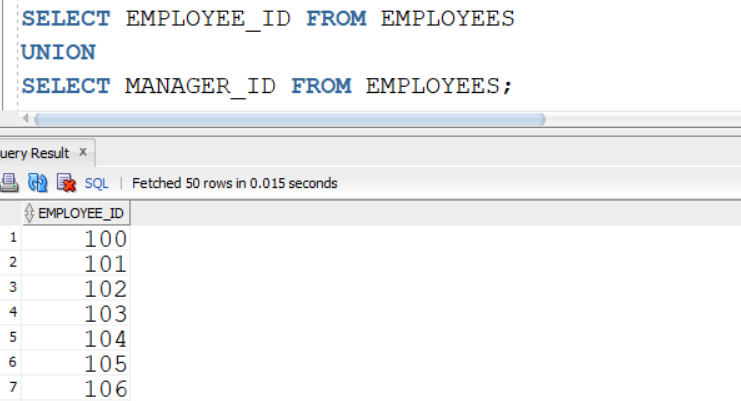 SELECT EMPLOYEE_ID FROM EMPLOYEES
UNION
SELECT MANAGER_ID FROM EMPLOYEES;
uery Result x
SQL | Fetched 50 rows in 0.015 seconds
EMPLOYEE_ID
1 100
2 101
3 102
4 103
5 104
6 105
7 106